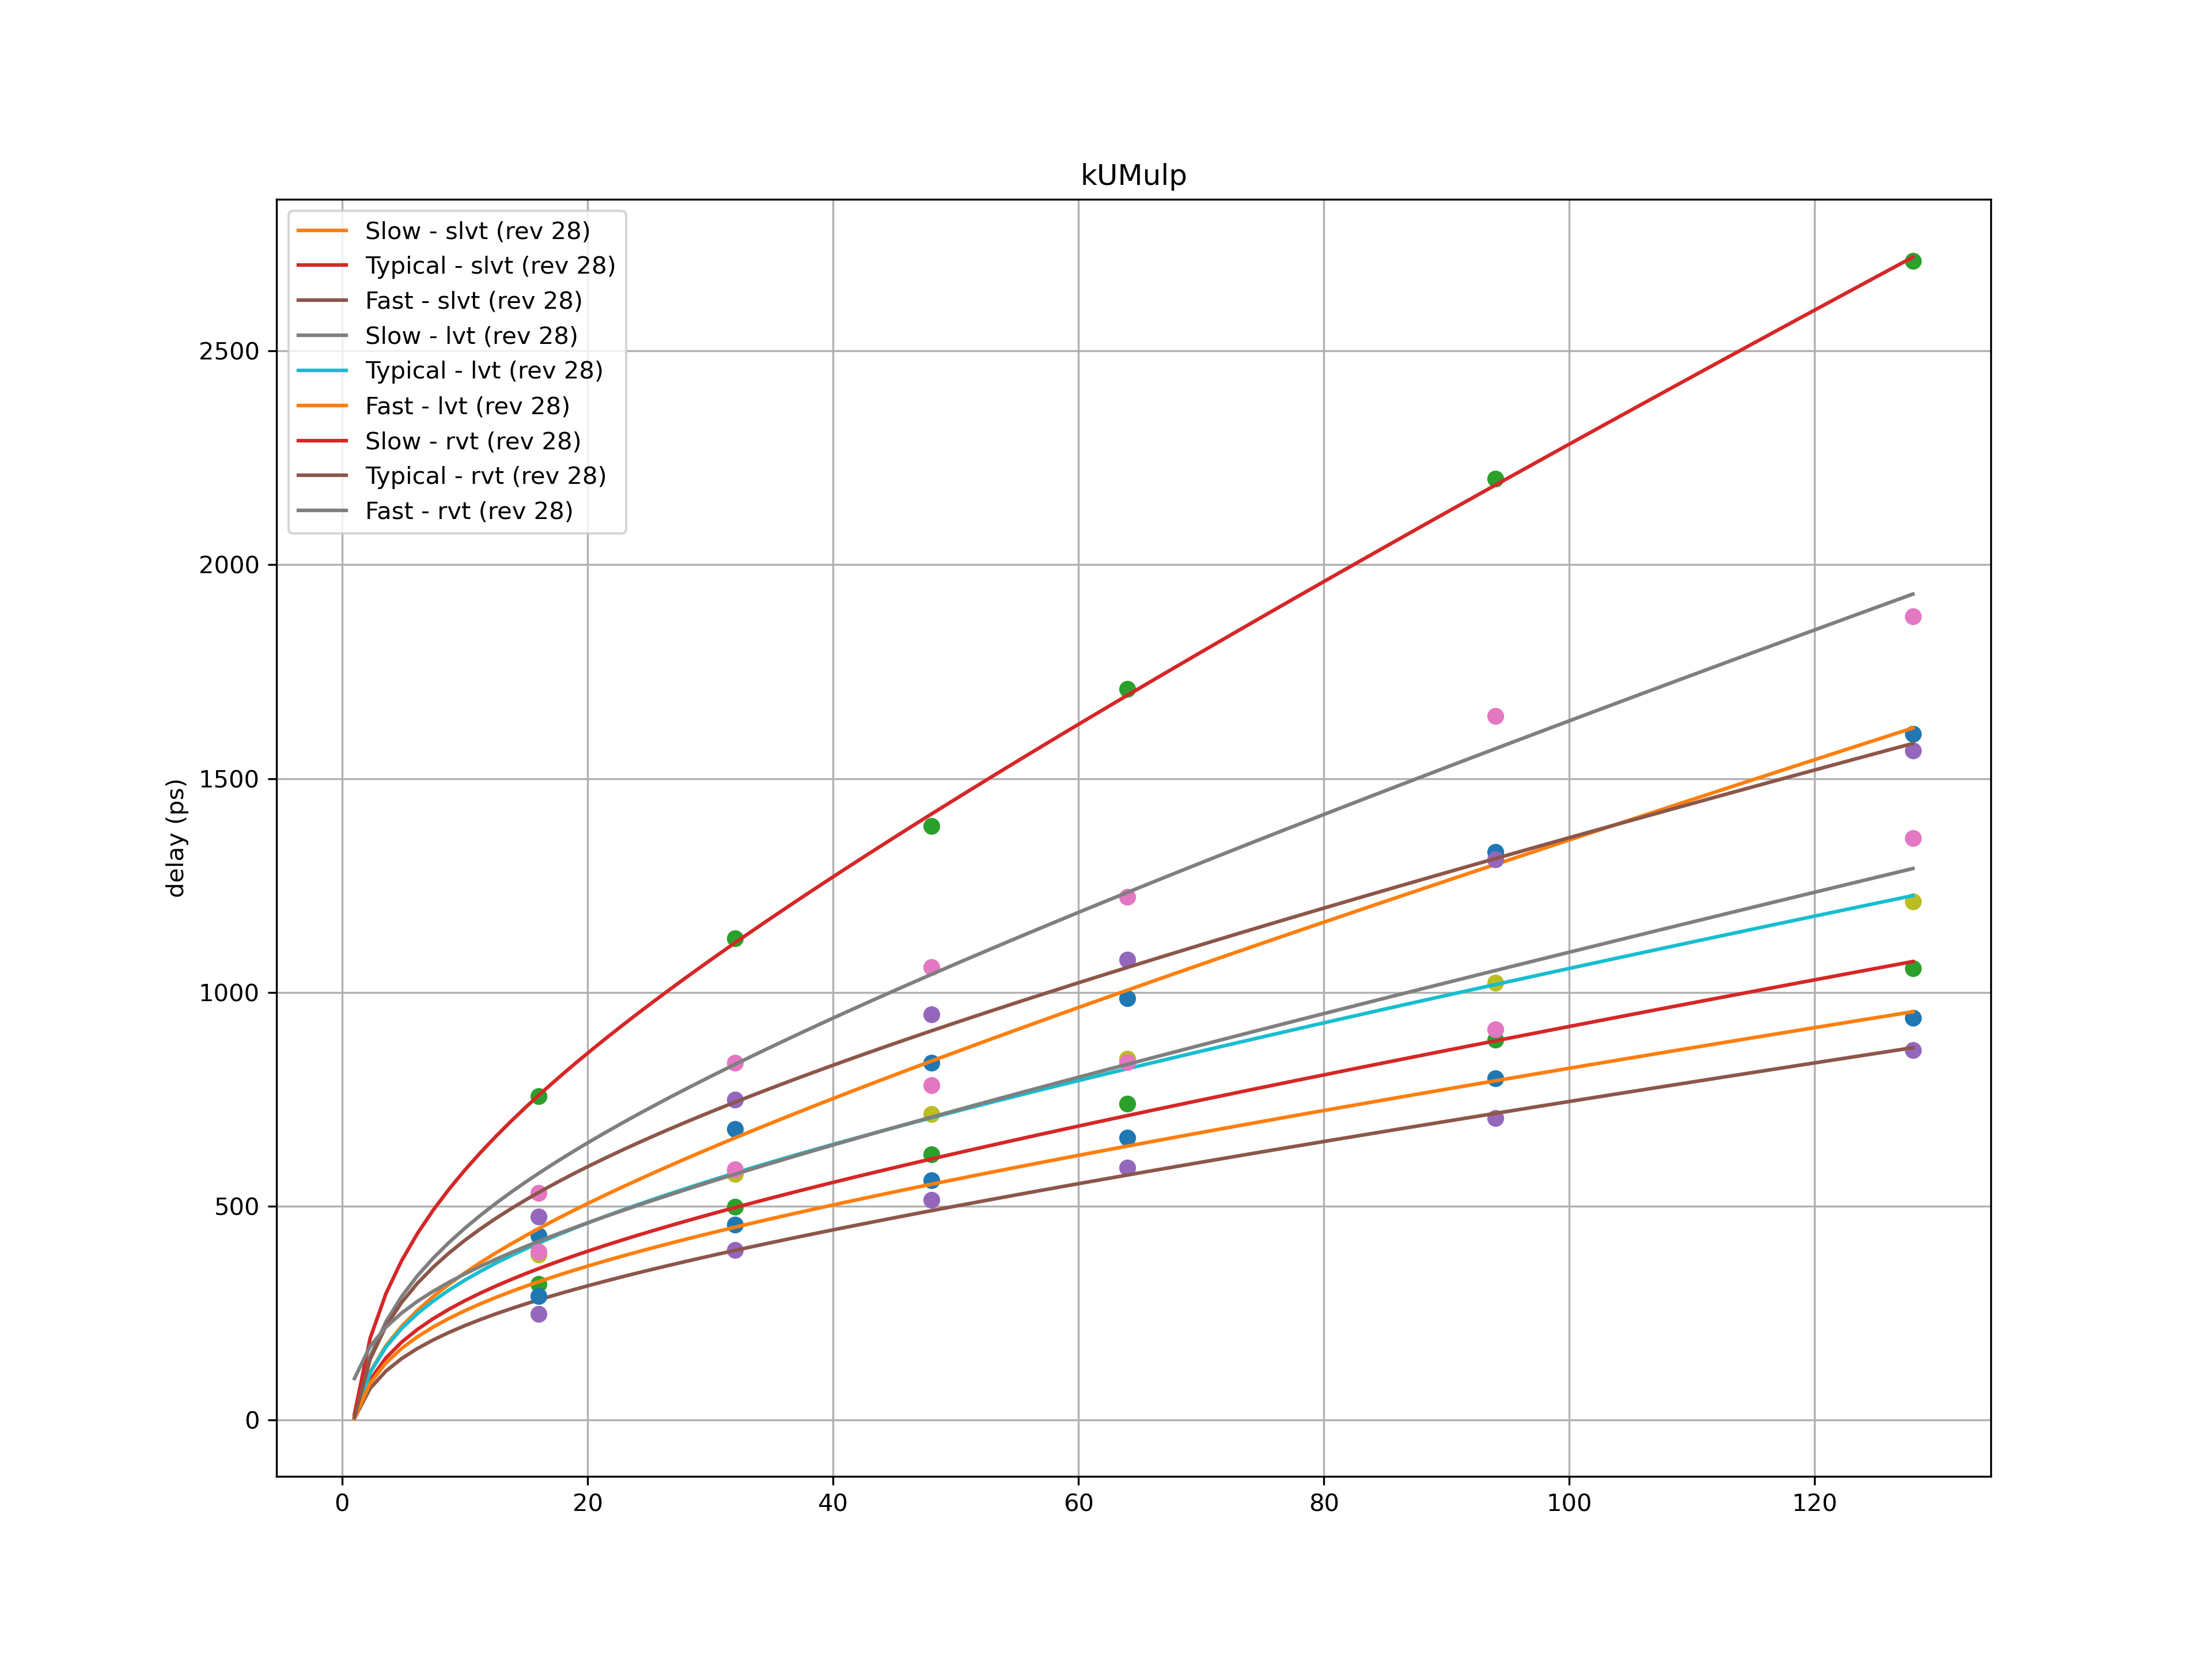 kUMulp
Slow - slvt (rev 28)
Typical - slvt (rev 28)
Fast - slvt (rev 28)
Slow - lvt (rev 28)
Typical - lvt (rev 28)
Fast - lvt (rev 28)
Slow - rvt (rev 28)
Typical - rvt (rev 28)
Fast - rvt (rev 28)
2500
2000
1500
1000
500
0
delay (ps)
0 20 40 60 80 100 120